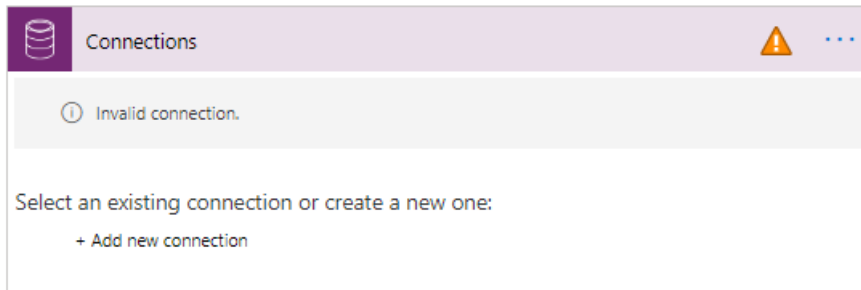 Connections
Invalid connection.
Select an existing connection or create a new one:
+ Add new connection